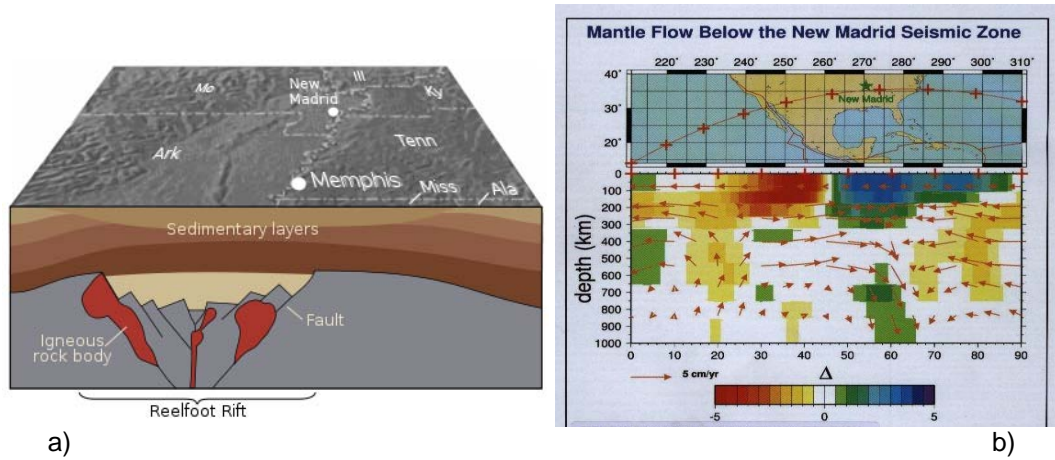 New
Madrid
Mo
Ill
Ky
Ark
Tenn
Memphis
Miss
Ala
Sedimentary layers
Igneous
rock body
Fault
Reelfoot Rift
a)
Mantle Flow Below the New Madrid Seismic Zone
220° 230° 240° 250° 260° 270° 280° 290° 300° 310°
40°
30°
20°
New Madrid
0
100
200
300
400
500
600
700
800
900
1000
depth (km)
0 10 20 30 40 50 60 70 80 90
5 cm/yr
Δ
-5 0 5
b)